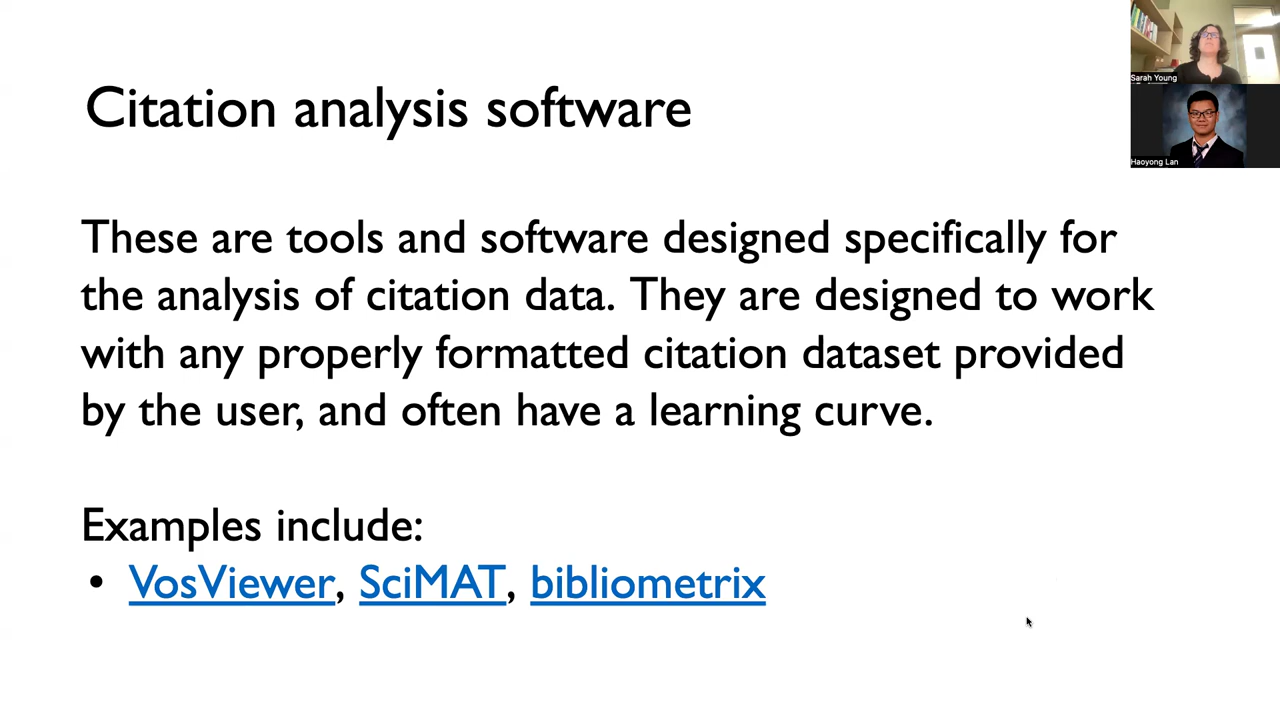 Citation analysis software
Sarah Young
Haoyong Lan
These are tools and software designed specifically for
the analysis of citation data. They are designed to work
with any properly formatted citation dataset provided
by the user, and often have a learning curve.
Examples include:
• VosViewer, SciMAT, bibliometrix